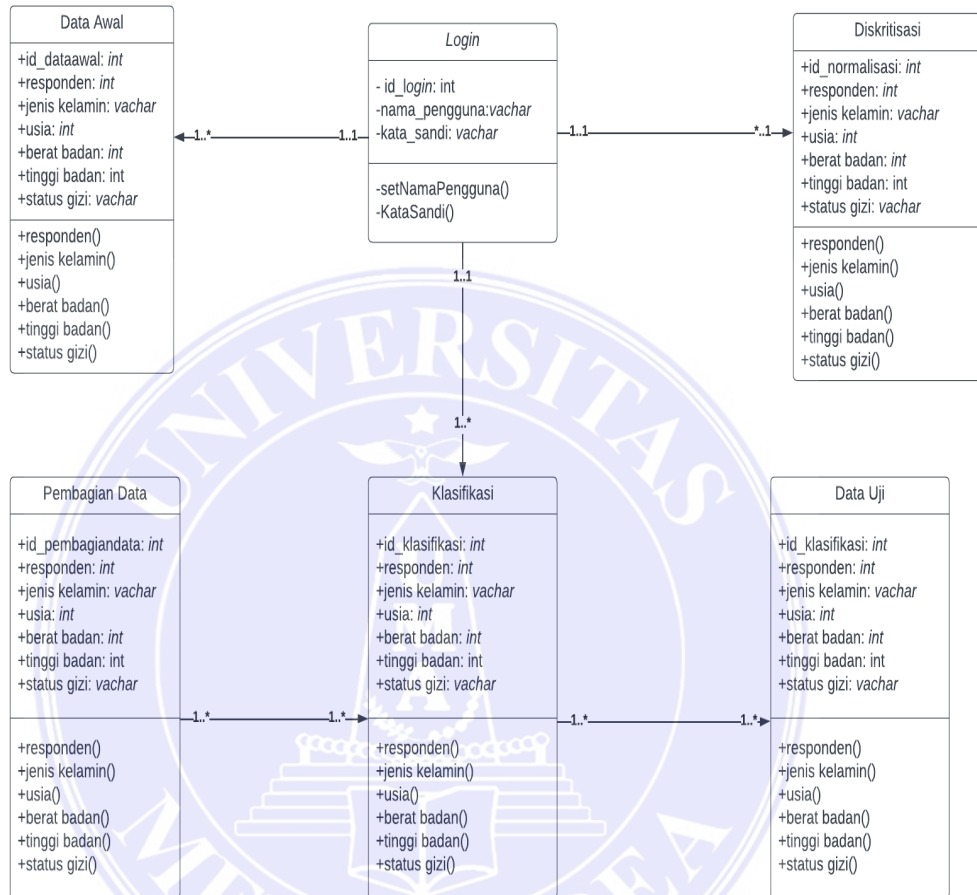 Data Awal
+id_dataawal: int
+responden: int
+jenis kelamin: vachar
+usia: int
+berat badan: int
+tinggi badan: int
+status gizi: vachar
+responden()
+jenis kelamin()
+usia()
+berat badan()
+tinggi badan()
+status gizi()
1..*
1..1
Login
- id_login: int
-nama_pengguna:vachar
-kata_sandi: vachar
-setNamaPengguna()
-KataSandi()
1..1
*..1
Diskritisasi
+id_normalisasi: int
+responden: int
+jenis kelamin: vachar
+usia: int
+berat badan: int
+tinggi badan: int
+status gizi: vachar
+responden()
+jenis kelamin()
+usia()
+berat badan()
+tinggi badan()
+status gizi()
1..1
1..*
UNIVERSITAS
Pembagian Data
+id_pembagiandata: int
+responden: int
+jenis kelamin: vachar
+usia: int
+berat badan: int
+tinggi badan: int
+status gizi: vachar
+responden()
+jenis kelamin()
+usia()
+berat badan()
+tinggi badan()
+status gizi()
1..*
1..*
Klasifikasi
+id_klasifikasi: int
+responden: int
+jenis kelamin: vachar
+usia: int
+berat badan: int
+tinggi badan: int
+status gizi: vachar
+responden()
+jenis kelamin()
+usia()
+berat badan()
+tinggi badan()
+status gizi()
U
M
A
1..*
1..*
Data Uji
+id_klasifikasi: int
+responden: int
+jenis kelamin: vachar
+usia: int
+berat badan: int
+tinggi badan: int
+status gizi: vachar
+responden()
+jenis kelamin()
+usia()
+berat badan()
+tinggi badan()
+status gizi()